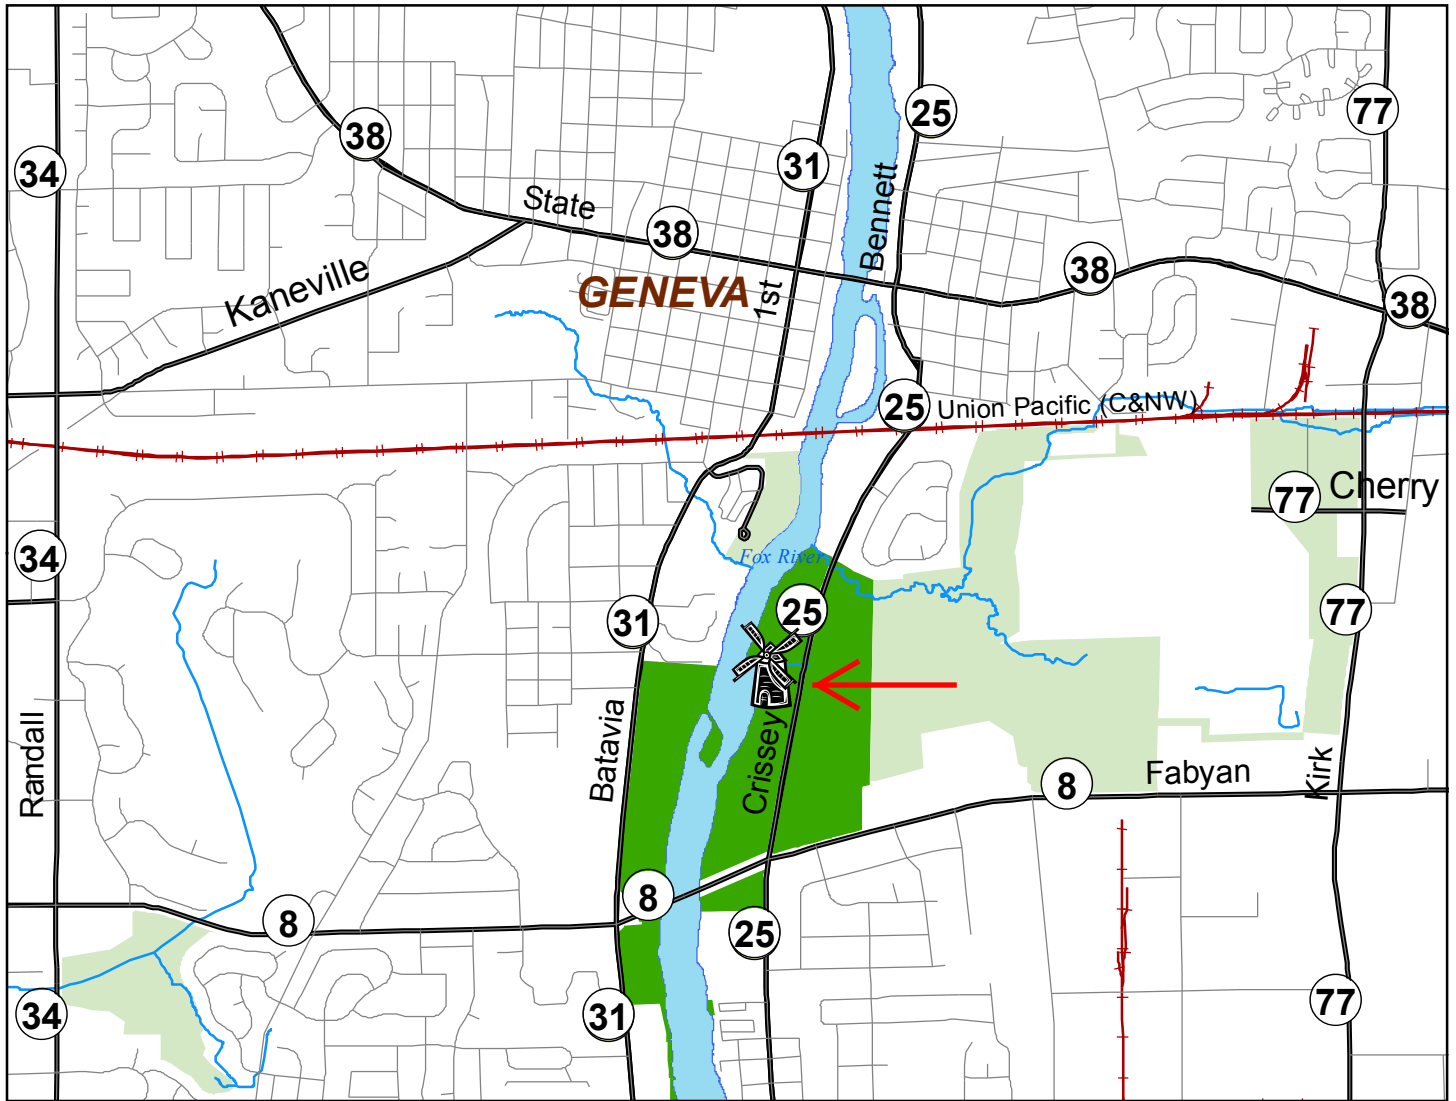 77
25
38
34
31
State
Bennett
38
38
Kaneville
GENEVA
1st
38
25
Union Pacific (C&NW)
77
Cherry
34
Fox River
31
25
77
Randall
Batavia
Crissey
8
Fabyan
Kirk
8
8
25
34
31
77